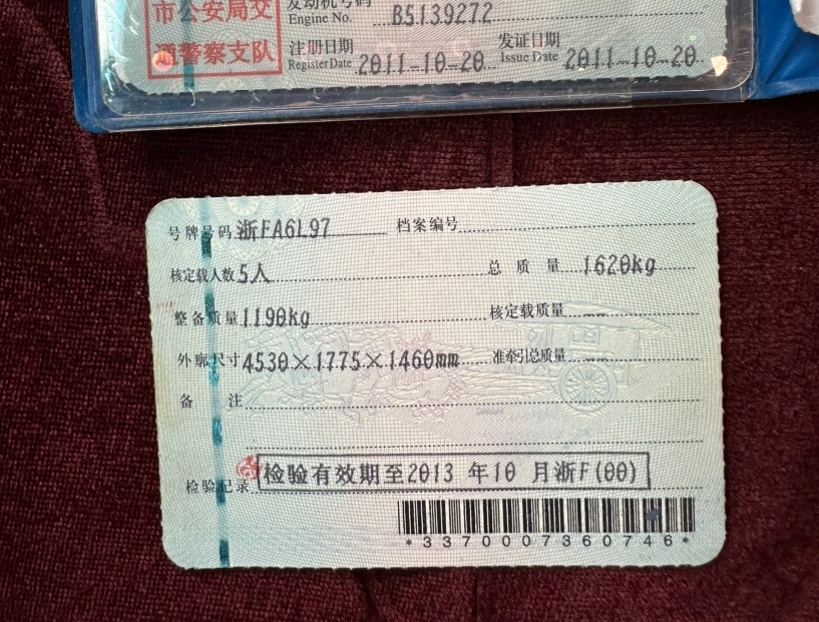 市公安局交
通警察支队
发动机号码
Engine No. B5139272
注册日期
Register Date 2011-10-20
发证日期
Issue Date 2011-10-20
号牌号码 浙FA6L97 档案编号
核定载人数 5人 总质量 1620kg
整备质量 1190kg 核定载质量 --
外廓尺寸 4530×1775×1460mm 准牵引总质量 --
备注
检验记录 检验有效期至2013 年10 月浙F(00)
*3370007360746*